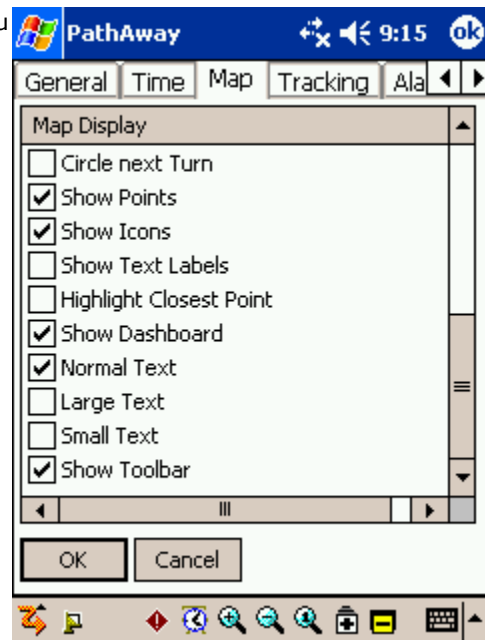 u
PathAway 9:15 ok
General Time Map Tracking Ala
Map Display
Circle next Turn
Show Points
Show Icons
Show Text Labels
Highlight Closest Point
Show Dashboard
Normal Text
Large Text
Small Text
Show Toolbar
OK Cancel